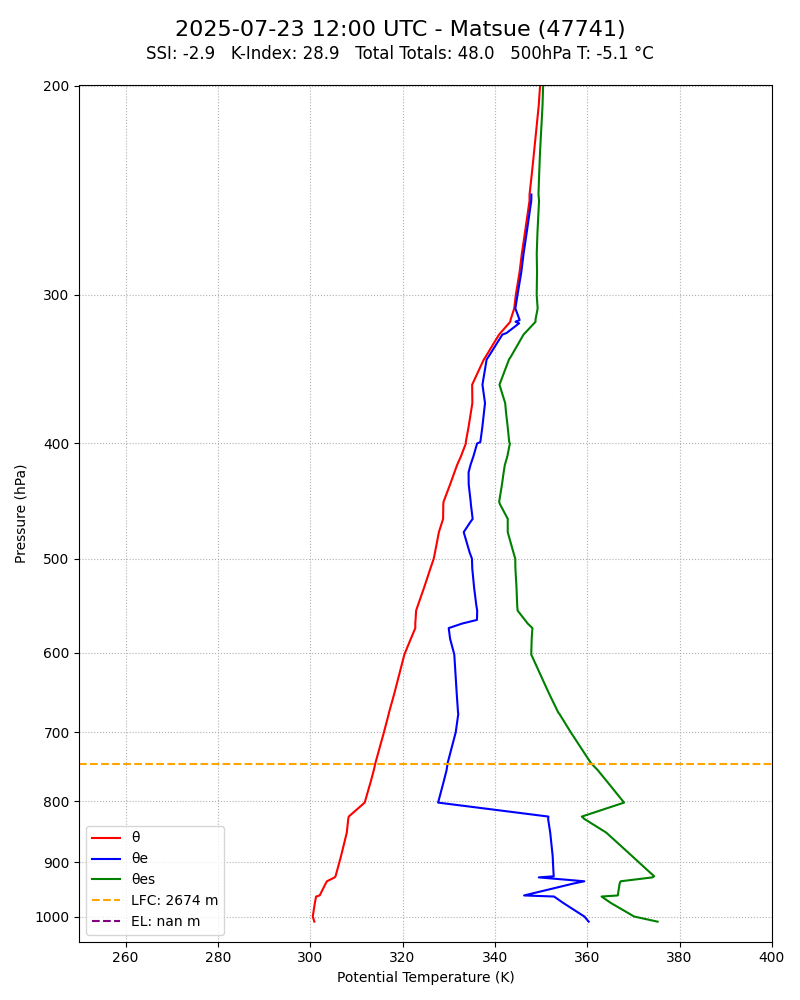 2025-07-23 12:00 UTC - Matsue (47741)
SSI: -2.9   K-Index: 28.9   Total Totals: 48.0   500hPa T: -5.1 °C
Pressure (hPa)
200
300
400
500
600
700
800
900
1000
θ
θe
θes
LFC: 2674 m
EL: nan m
260 280 300 320 340 360 380 400
Potential Temperature (K)